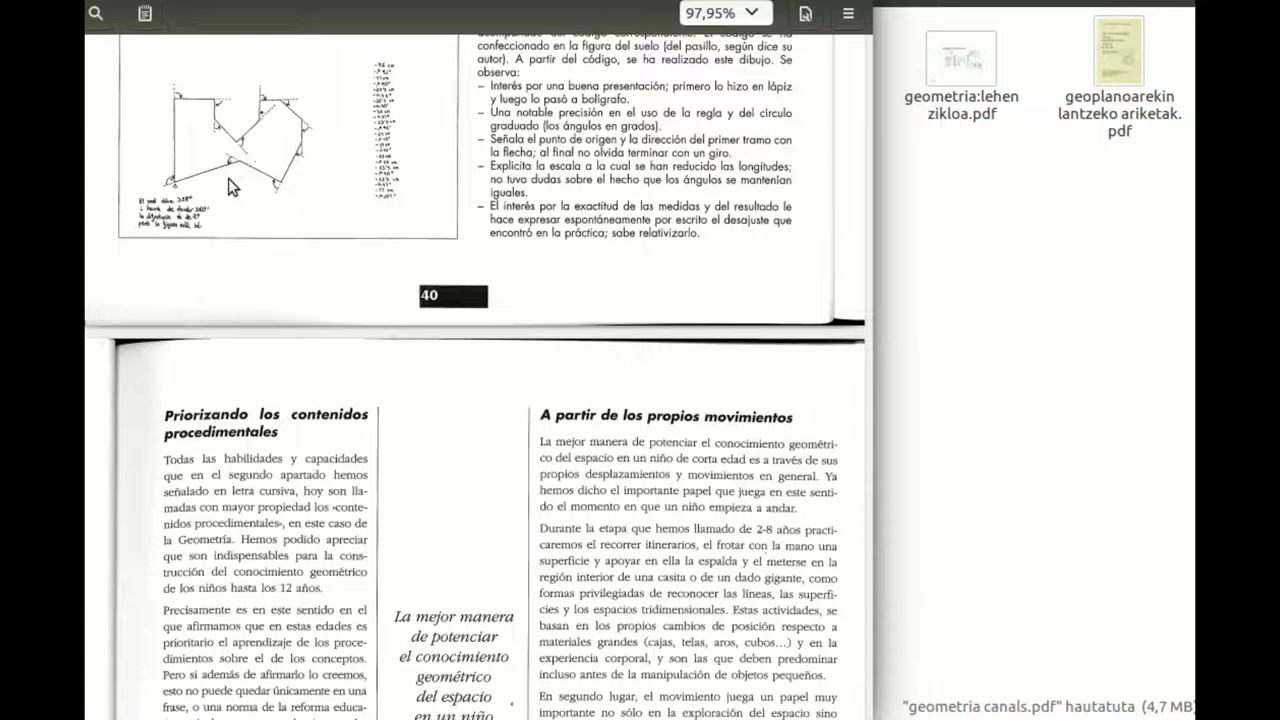 97,95%
acompañado del código correspondiente. El código se ha
confeccionado en la figura del suelo (del pasillo, según dice su
autor). A partir del código, se ha realizado este dibujo. Se
observa:
– Interés por una buena presentación; primero lo hizo en lápiz
y luego lo pasó a bolígrafo.
– Una notable precisión en el uso de la regla y del círculo
graduado (los ángulos en grados).
– Señala el punto de origen y la dirección del primer tramo con
la flecha; al final no olvida terminar con un giro.
– Explicita la escala a la cual se han reducido las longitudes;
no tuvo dudas sobre el hecho que los ángulos se mantenían
iguales.
– El interés por la exactitud de las medidas y del resultado le
hace expresar espontáneamente por escrito el desajuste que
encontró en la práctica; sabe relativizarlo.
40
Priorizando los contenidos
procedimentales
Todas las habilidades y capacidades
que en el segundo apartado hemos
señalado en letra cursiva, hoy son lla-
madas con mayor propiedad los «conte-
nidos procedimentales», en este caso de
la Geometría. Hemos podido apreciar
que son indispensables para la cons-
trucción del conocimiento geométrico
de los niños hasta los 12 años.
Precisamente es en este sentido en el
que afirmamos que en estas edades es
prioritario el aprendizaje de los proce-
dimientos sobre el de los conceptos.
Pero si además de afirmarlo lo creemos,
esto no puede quedar únicamente en una
frase, o una norma de la reforma educa-
La mejor manera
de potenciar
el conocimiento
geométrico
del espacio
en un niño
A partir de los propios movimientos
La mejor manera de potenciar el conocimiento geométri-
co del espacio en un niño de corta edad es a través de sus
propios desplazamientos y movimientos en general. Ya
hemos dicho el importante papel que juega en este senti-
do el momento en que un niño empieza a andar.
Durante la etapa que hemos llamado de 2-8 años practi-
caremos el recorrer itinerarios, el frotar con la mano una
superficie y apoyar en ella la espalda y el meterse en la
región interior de una casita o de un dado gigante, como
formas privilegiadas de reconocer las líneas, las superfi-
cies y los espacios tridimensionales. Estas actividades, se
basan en los propios cambios de posición respecto a
materiales grandes (cajas, telas, aros, cubos...) y en la
experiencia corporal, y son las que deben predominar
incluso antes de la manipulación de objetos pequeños.
En segundo lugar, el movimiento juega un papel muy
importante no sólo en la exploración del espacio sino
geometria:lehen
zikloa.pdf
geoplanoarekin
lantzeko ariketak.
pdf
"geometria canals.pdf" hautatuta (4,7 MB)